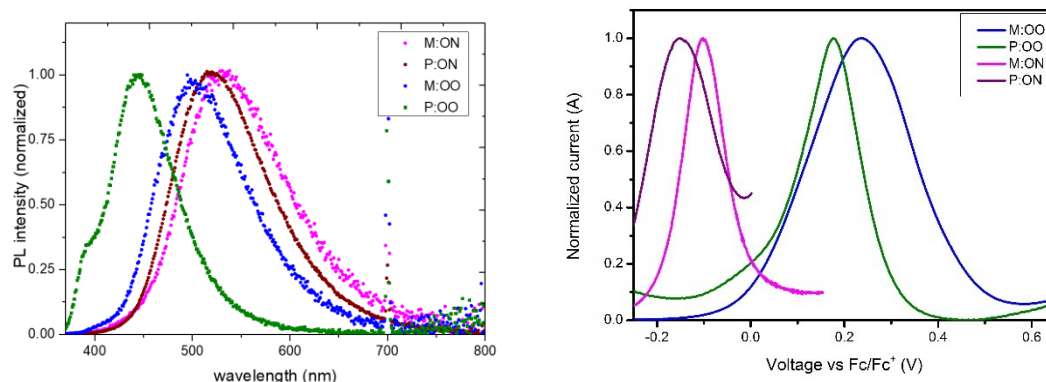 M:ON
P:ON
M:OO
P:OO
1.00
0.75
0.50
0.25
0.00
PL intensity (normalized)
400 500 600 700 800
wavelength (nm)
M:OO
P:OO
M:ON
P:ON
1.0
0.8
0.6
0.4
0.2
0.0
Normalized current (A)
-0.2 0.0 0.2 0.4 0.6
Voltage vs Fc/Fc⁺ (V)